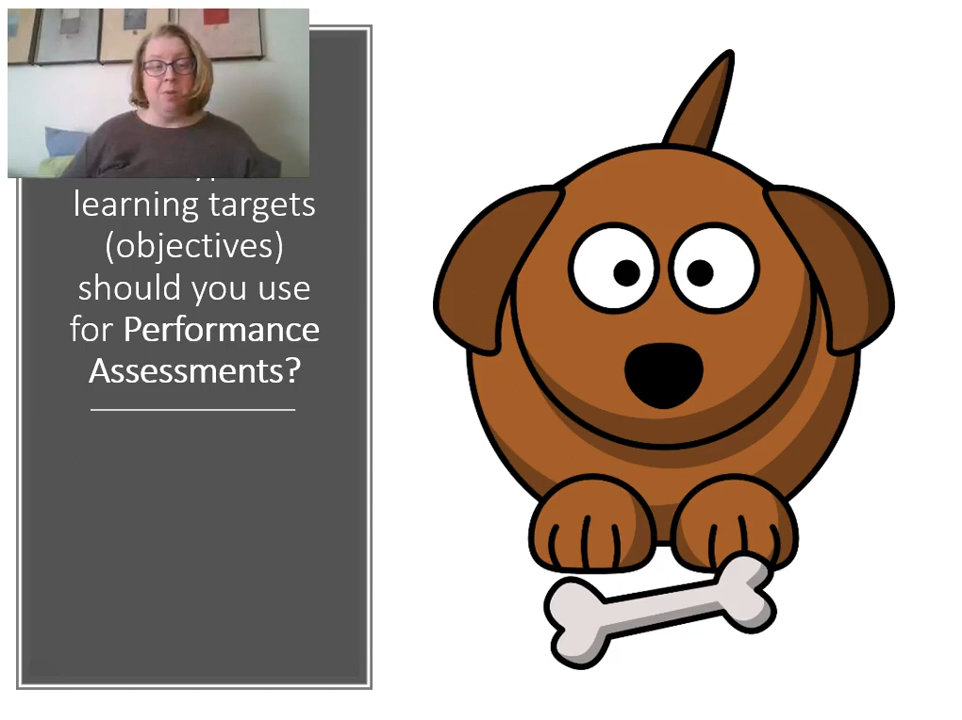 learning targets
(objectives)
should you use
for Performance
Assessments?